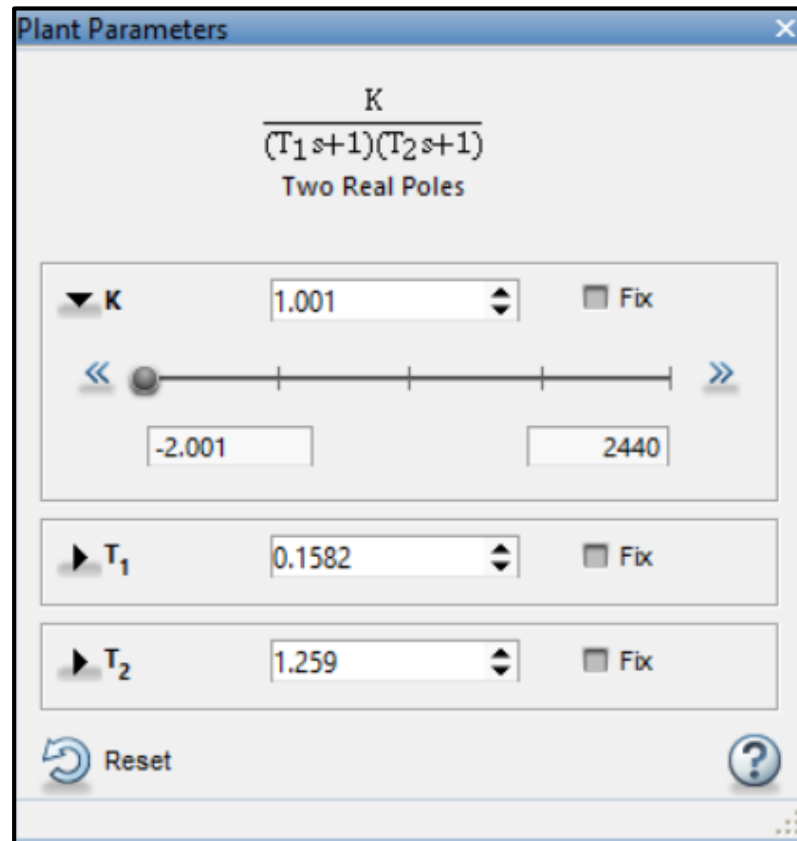 Plant Parameters
K
(T1s+1)(T2s+1)
Two Real Poles
K 1.001 Fix
-2.001 2440
T1 0.1582 Fix
T2 1.259 Fix
Reset